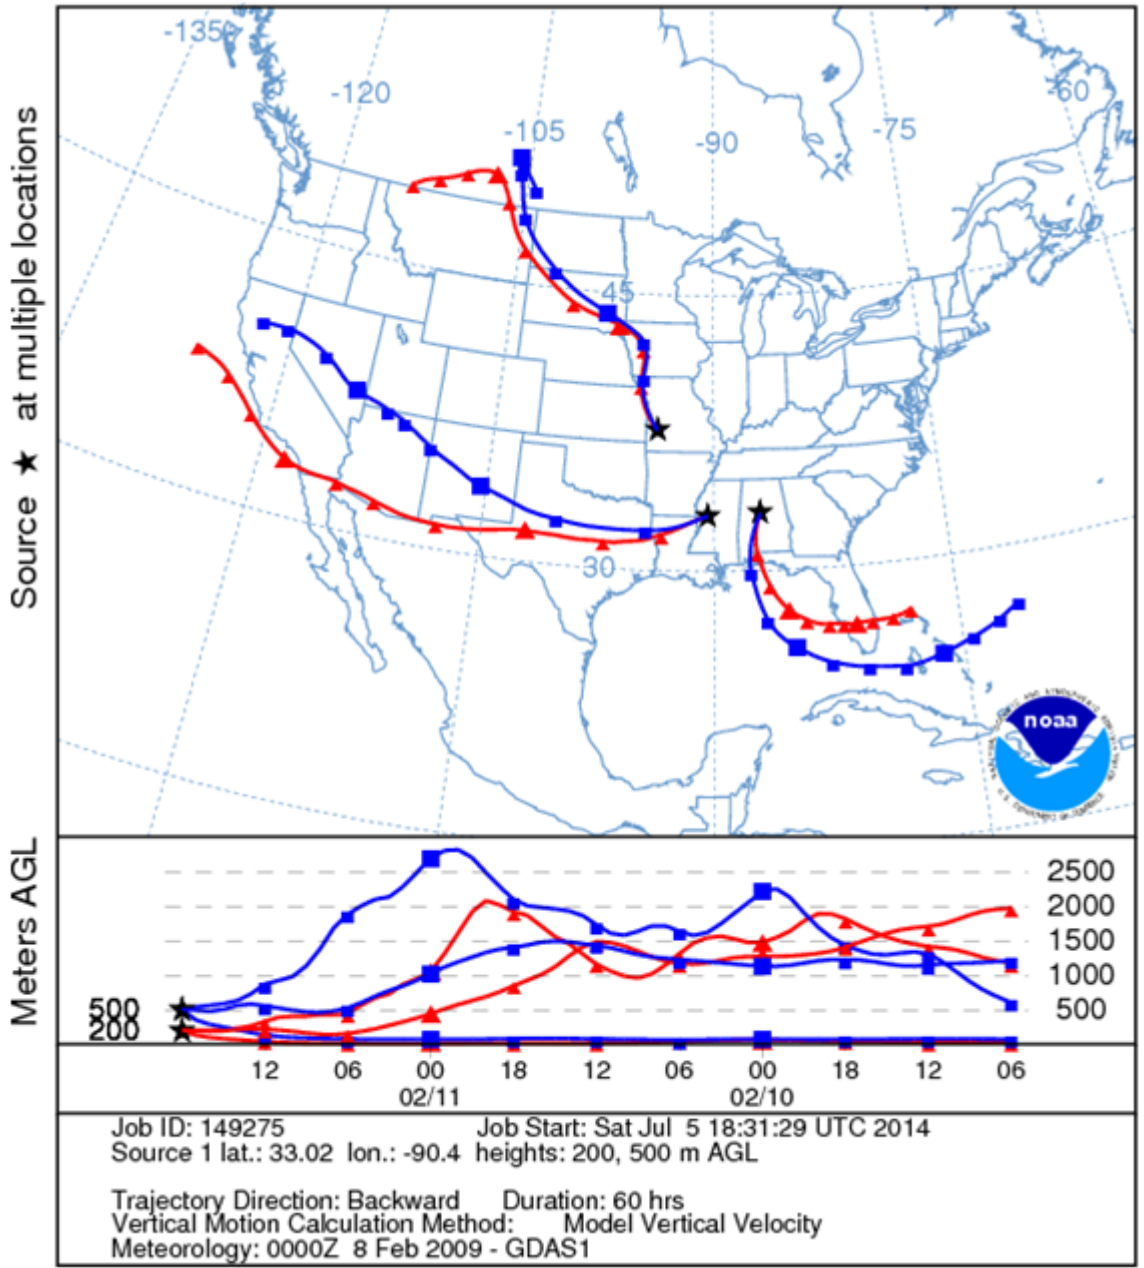 -135
-120
-105
-90
-75
-60
45
30
Source ★ at multiple locations
noaa
Meters AGL
2500
2000
1500
1000
500
500
200
12 06 00 18 12 06 00 18 12 06
02/11 02/10
Job ID: 149275 Job Start: Sat Jul 5 18:31:29 UTC 2014
Source 1 lat.: 33.02 lon.: -90.4 heights: 200, 500 m AGL
Trajectory Direction: Backward Duration: 60 hrs
Vertical Motion Calculation Method: Model Vertical Velocity
Meteorology: 0000Z 8 Feb 2009 - GDAS1